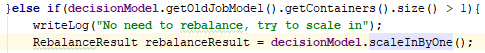 }else if(decisionModel.getOldJobModel().getContainers().size() > 1){
writeLog("No need to rebalance, try to scale in");
RebalanceResult rebalanceResult = decisionModel.scaleInByOne();